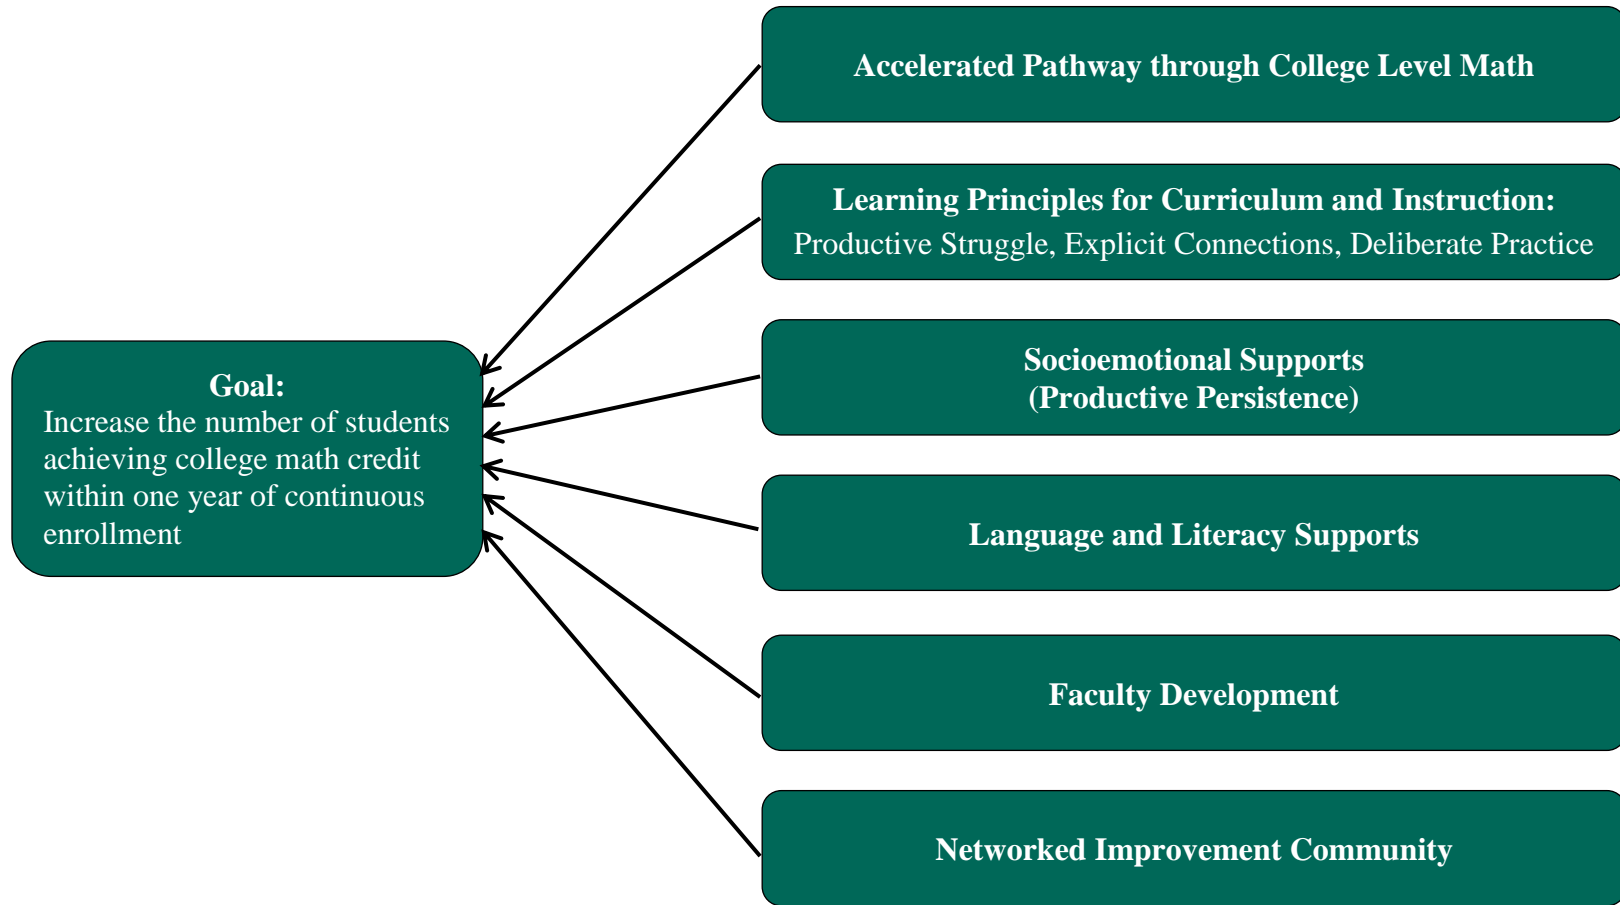 Accelerated Pathway through College Level Math
Learning Principles for Curriculum and Instruction:
Productive Struggle, Explicit Connections, Deliberate Practice
Socioemotional Supports
(Productive Persistence)
Goal:
Increase the number of students
achieving college math credit
within one year of continuous
enrollment
Language and Literacy Supports
Faculty Development
Networked Improvement Community